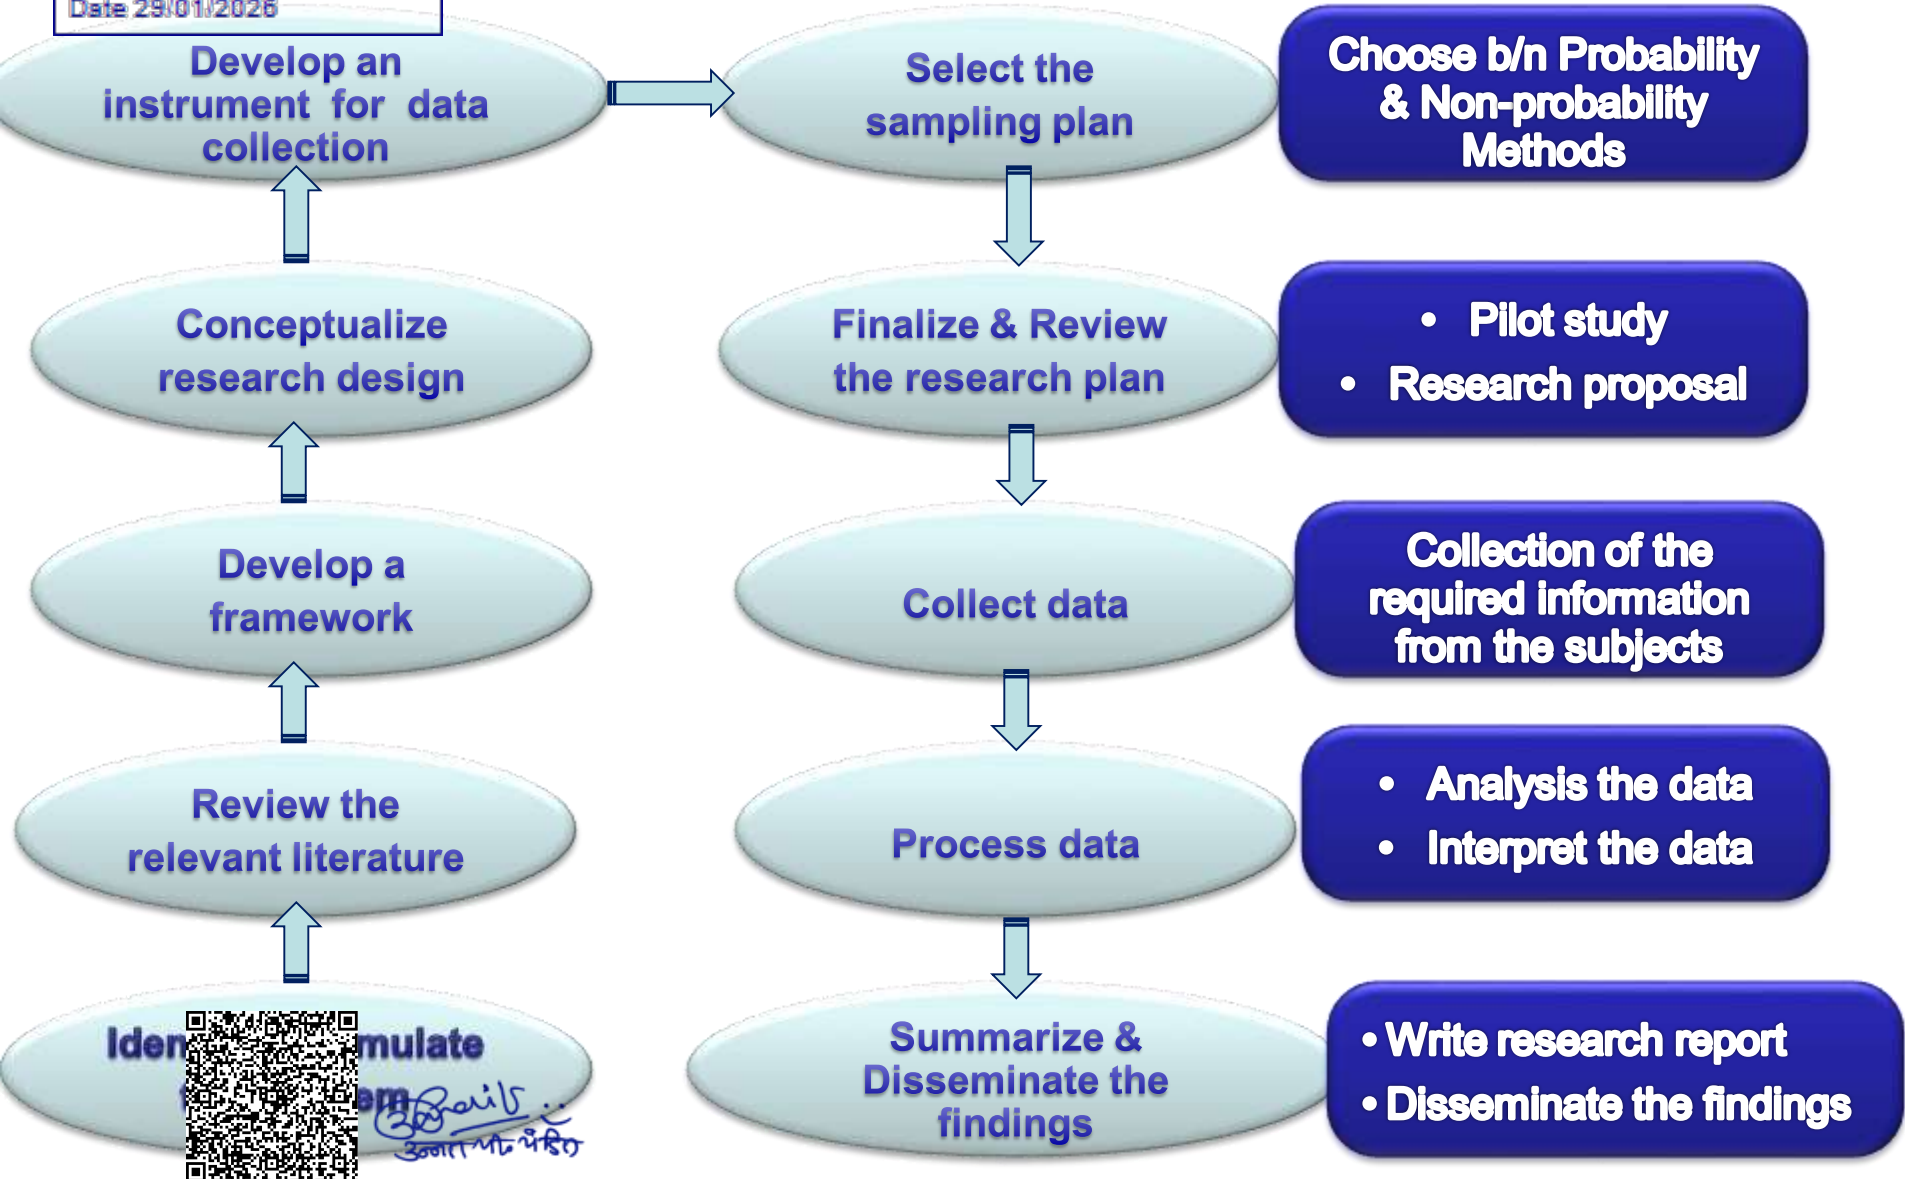 Date 29/01/2026
Develop an
instrument for data
collection
Select the
sampling plan
Choose b/n Probability
& Non-probability
Methods
Conceptualize
research design
Finalize & Review
the research plan
• Pilot study
• Research proposal
Develop a
framework
Collect data
Collection of the
required information
from the subjects
Review the
relevant literature
Process data
• Analysis the data
• Interpret the data
Iden mulate
em
Summarize &
Disseminate the
findings
• Write research report
• Disseminate the findings